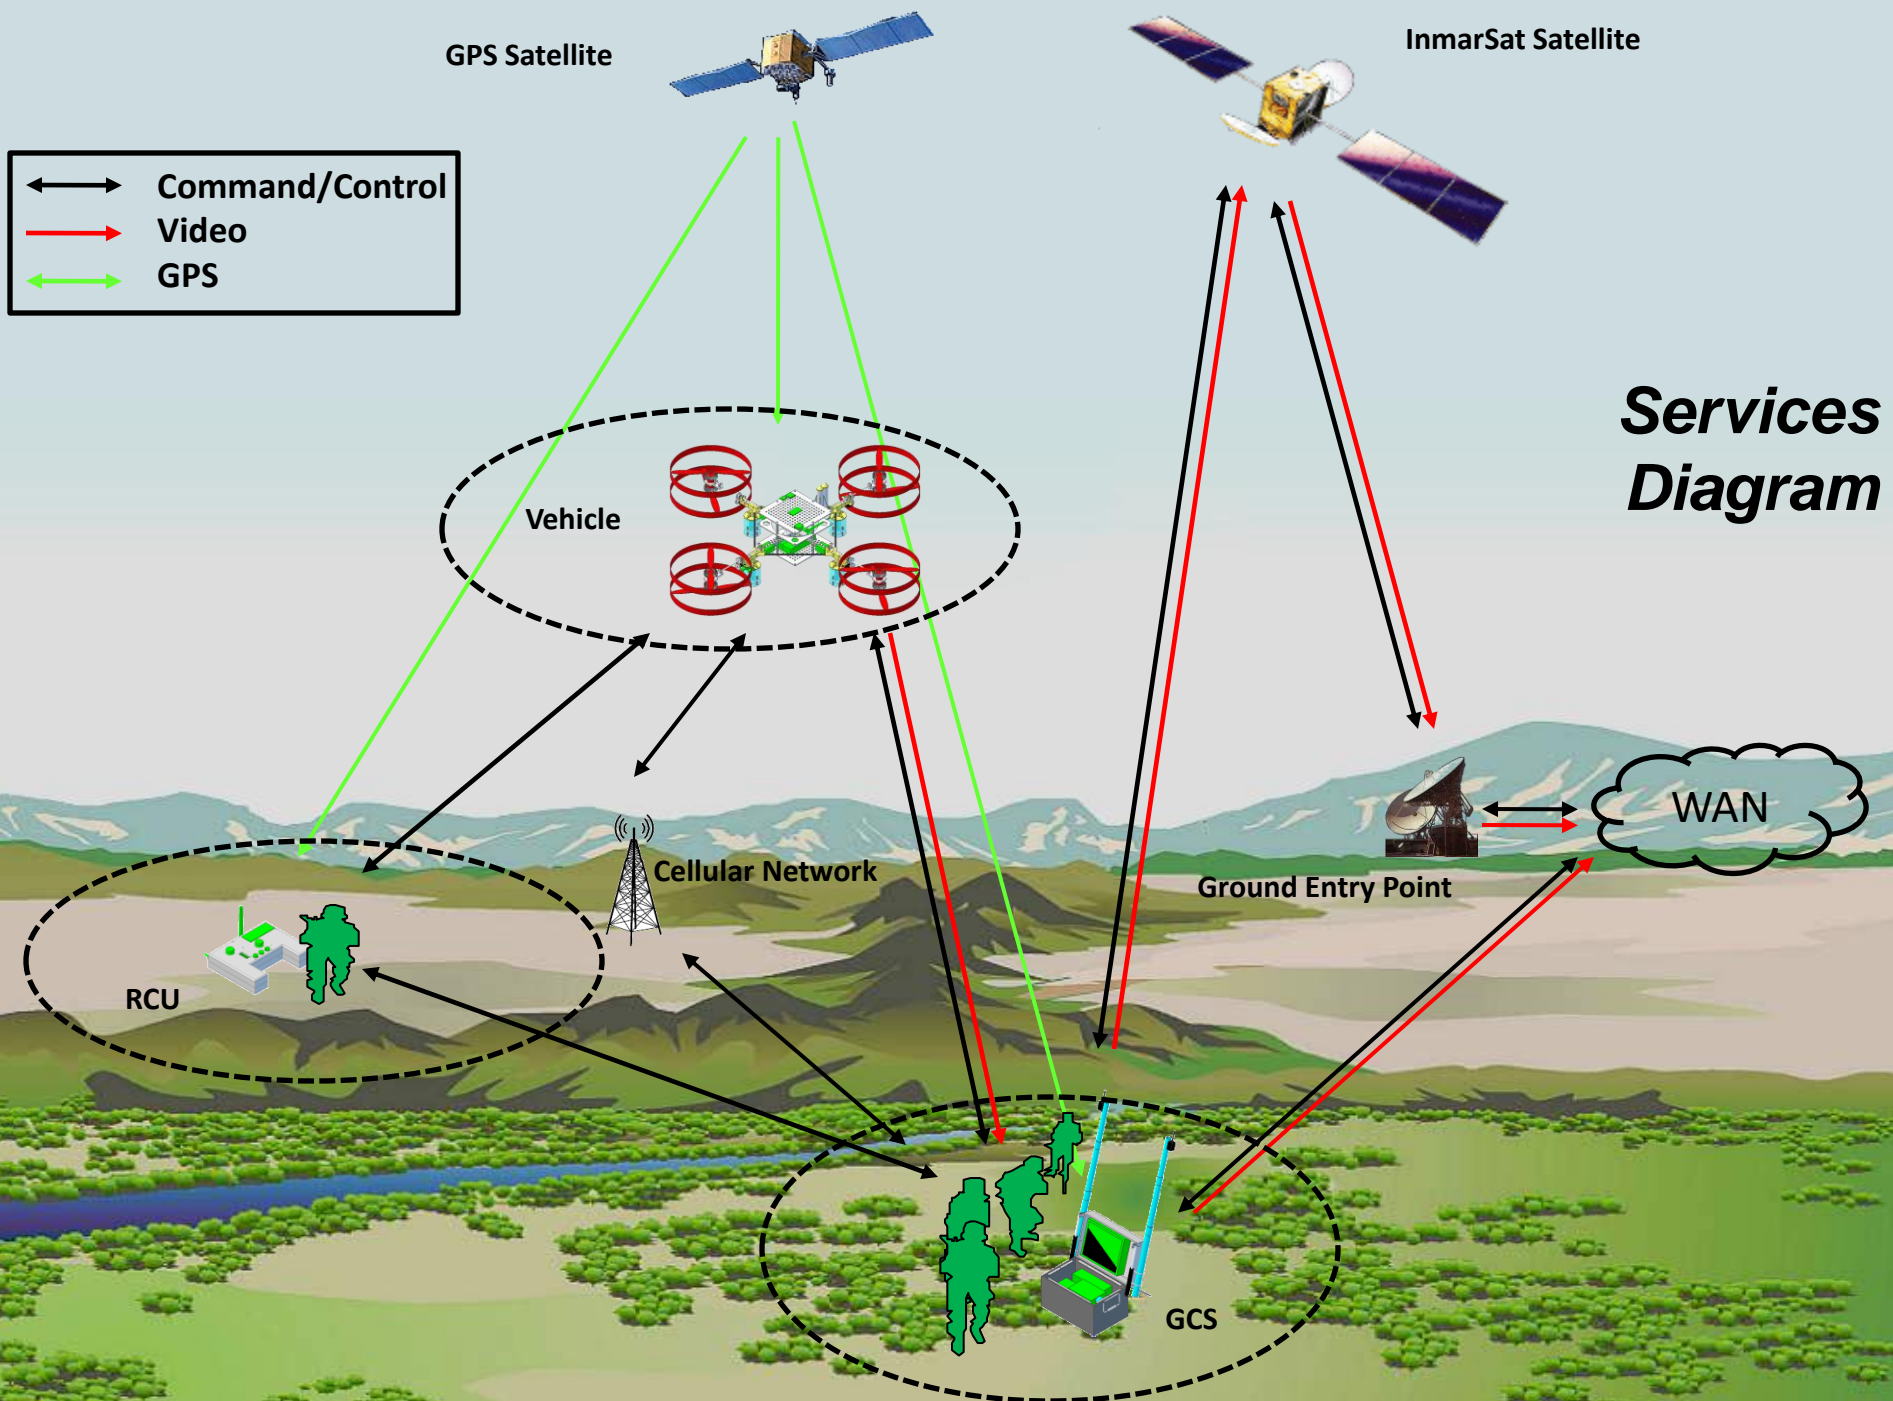 GPS Satellite
InmarSat Satellite
Command/Control
Video
GPS
Services
Diagram
Vehicle
WAN
Cellular Network
Ground Entry Point
RCU
GCS